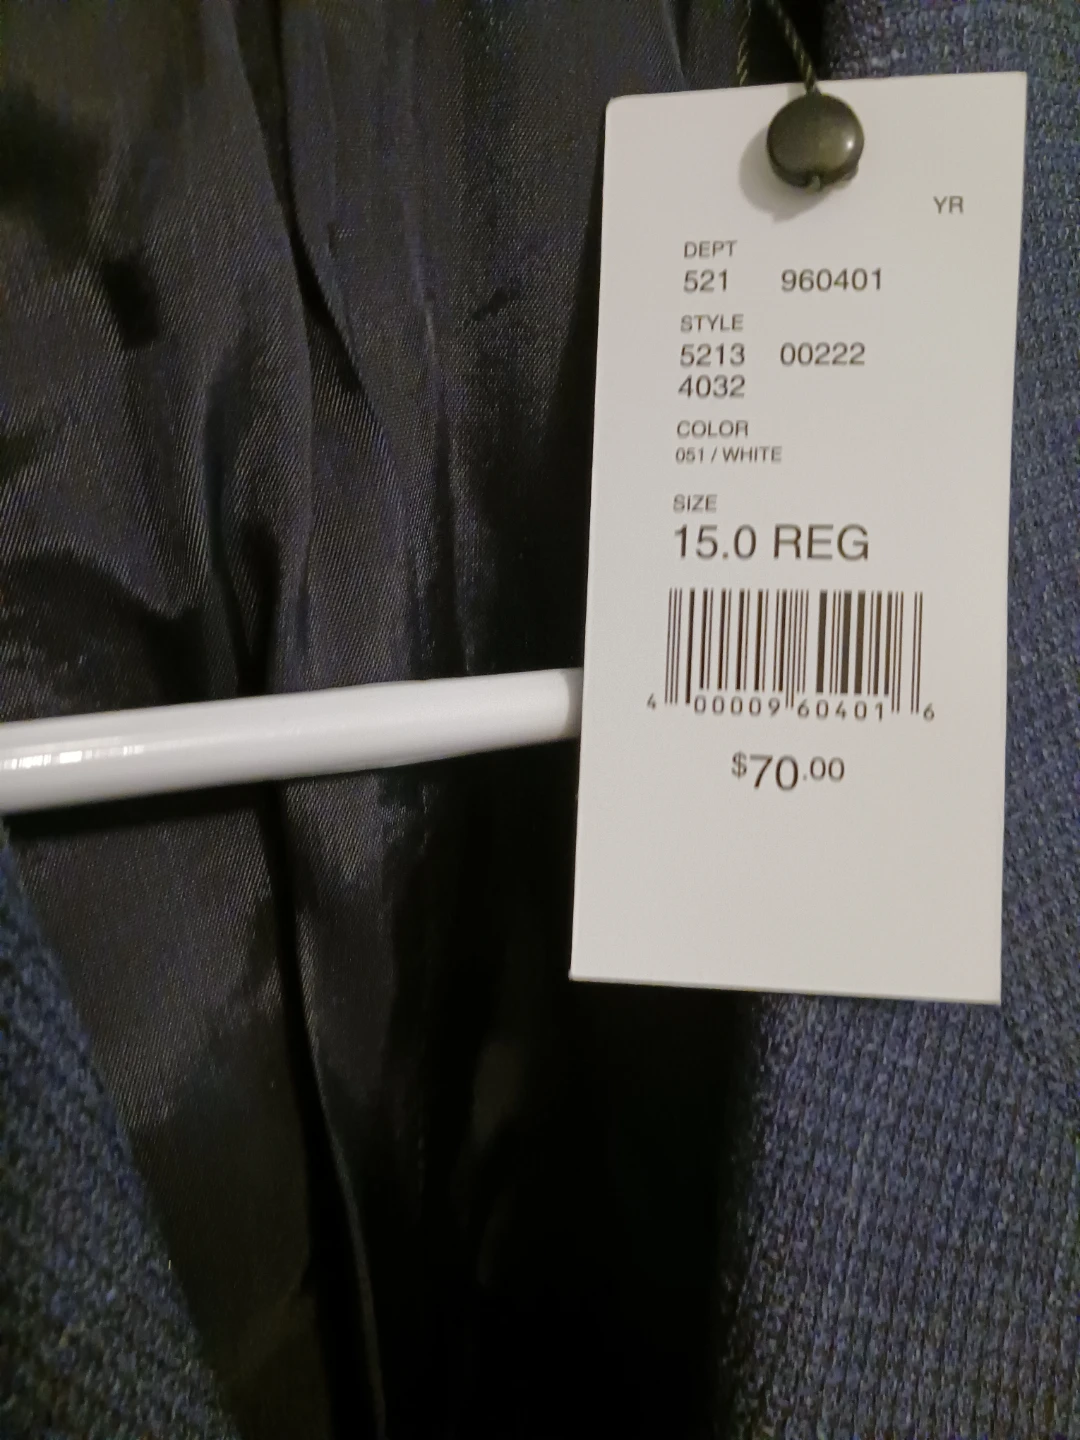 YR
DEPT
521 960401
STYLE
5213 00222
4032
COLOR
051 / WHITE
SIZE
15.0 REG
4 00009 60401 6
$70.00